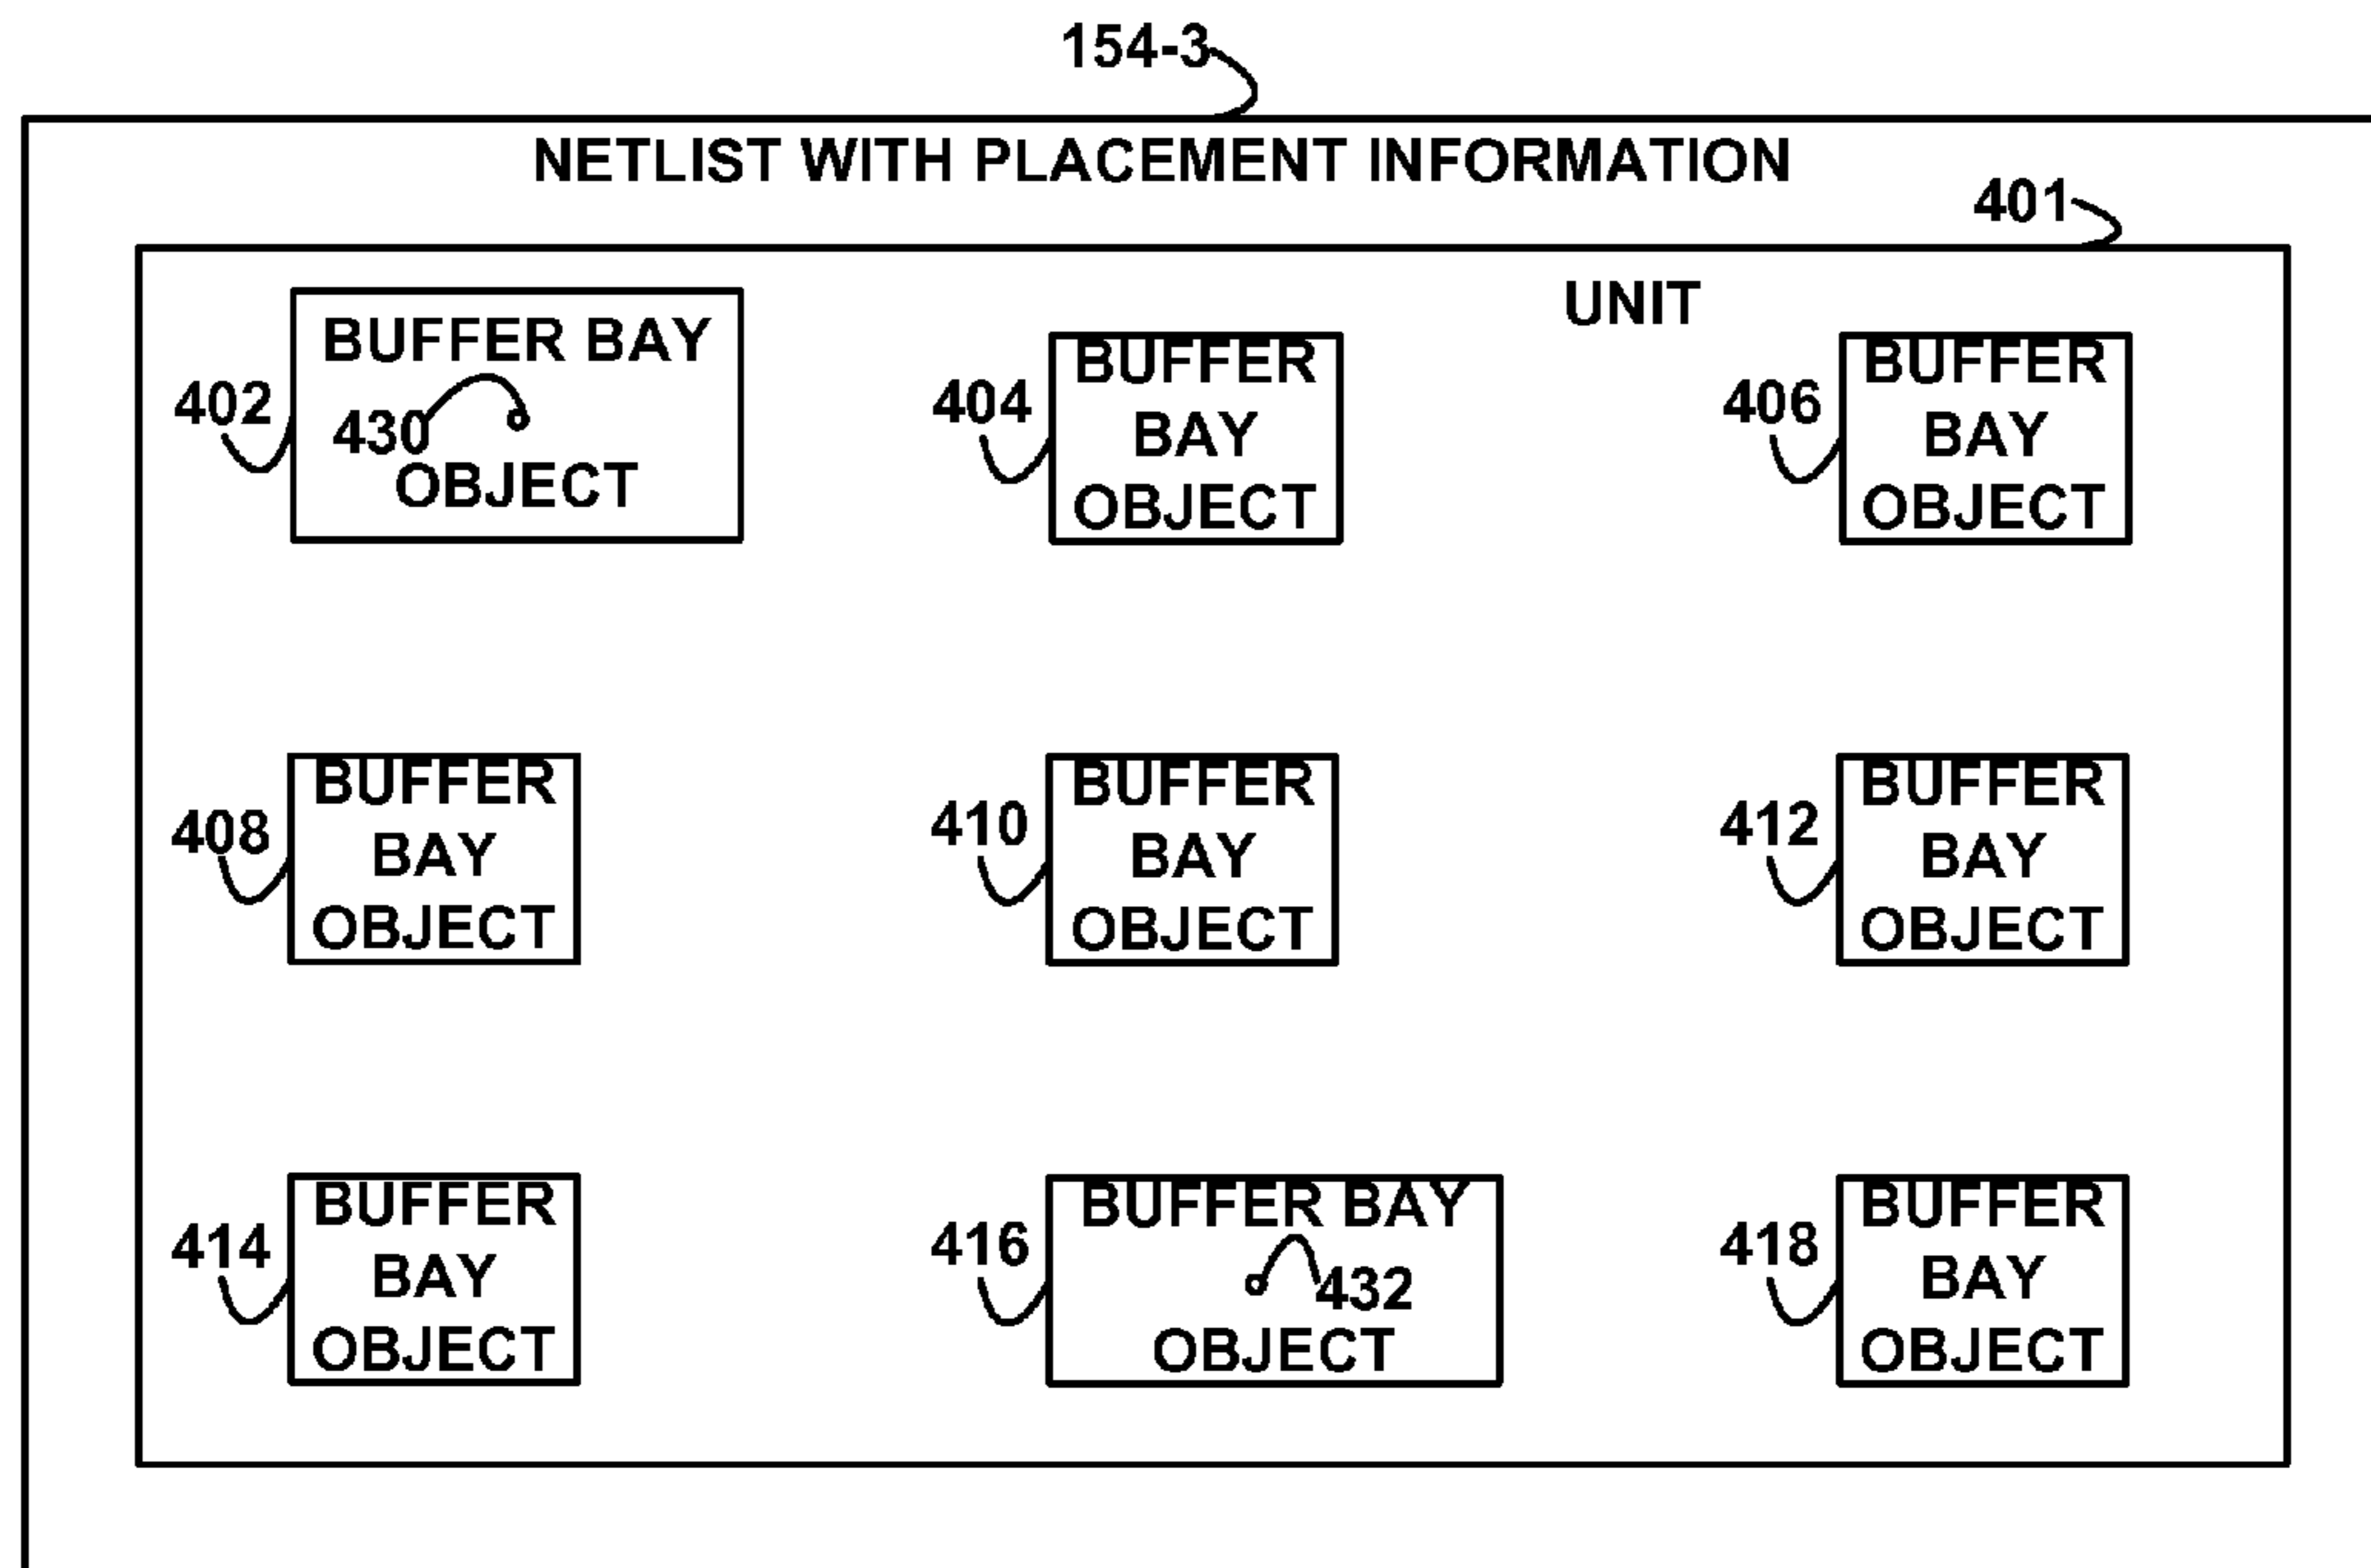 154-3
NETLIST WITH PLACEMENT INFORMATION
401
UNIT
402
BUFFER BAY
430
OBJECT
404
BUFFER
BAY
OBJECT
406
BUFFER
BAY
OBJECT
408
BUFFER
BAY
OBJECT
410
BUFFER
BAY
OBJECT
412
BUFFER
BAY
OBJECT
414
BUFFER
BAY
OBJECT
416
BUFFER BAY
432
OBJECT
418
BUFFER
BAY
OBJECT